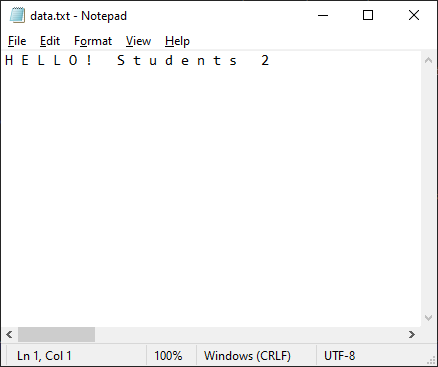 data.txt - Notepad
File Edit Format View Help
H E L L O !   S t u d e n t s   2
Ln 1, Col 1 100% Windows (CRLF) UTF-8